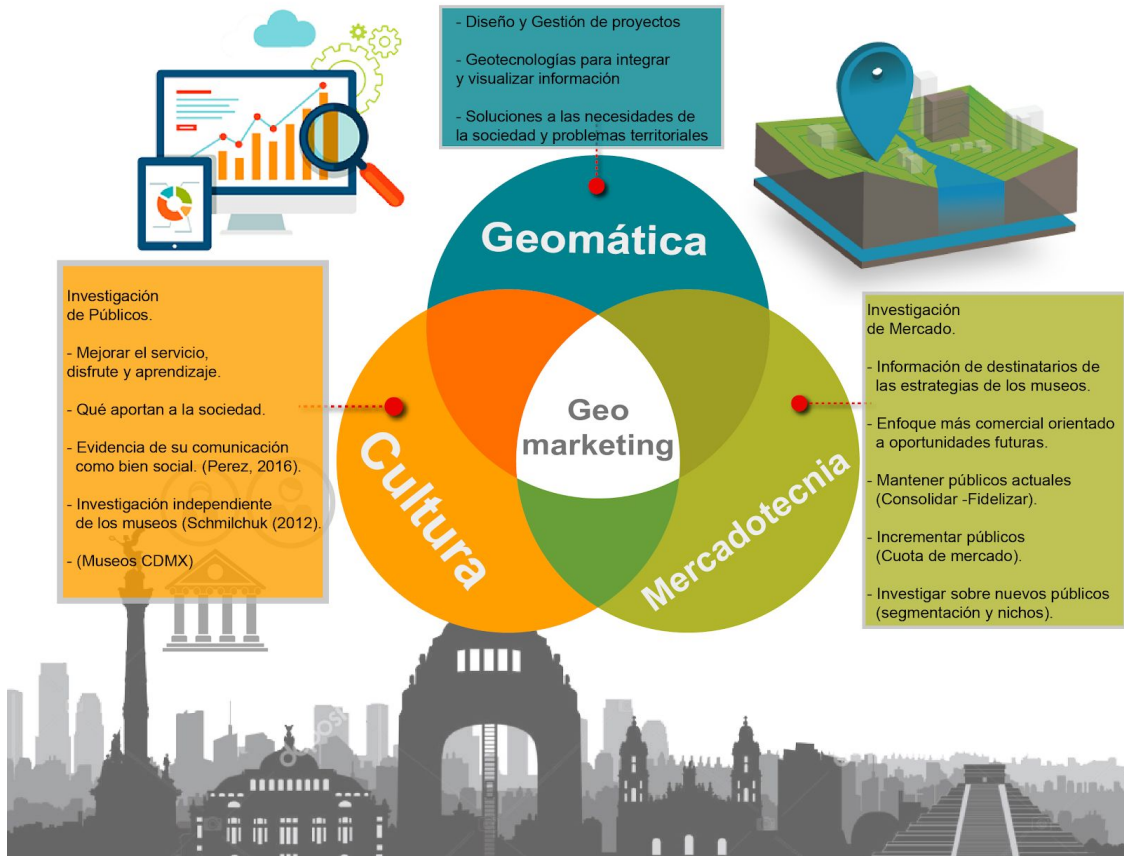 - Diseño y Gestión de proyectos
- Geotecnologías para integrar
y visualizar información
- Soluciones a las necesidades de
la sociedad y problemas territoriales
Geomática
Investigación
de Públicos.
- Mejorar el servicio,
disfrute y aprendizaje.
- Qué aportan a la sociedad.
- Evidencia de su comunicación
como bien social. (Perez, 2016).
- Investigación independiente
de los museos (Schmilchuk (2012).
- (Museos CDMX)
Geo
marketing
Cultura
Mercadotecnia
Investigación
de Mercado.
- Información de destinatarios de
las estrategias de los museos.
- Enfoque más comercial orientado
a oportunidades futuras.
- Mantener públicos actuales
(Consolidar -Fidelizar).
- Incrementar públicos
(Cuota de mercado).
- Investigar sobre nuevos públicos
(segmentación y nichos).